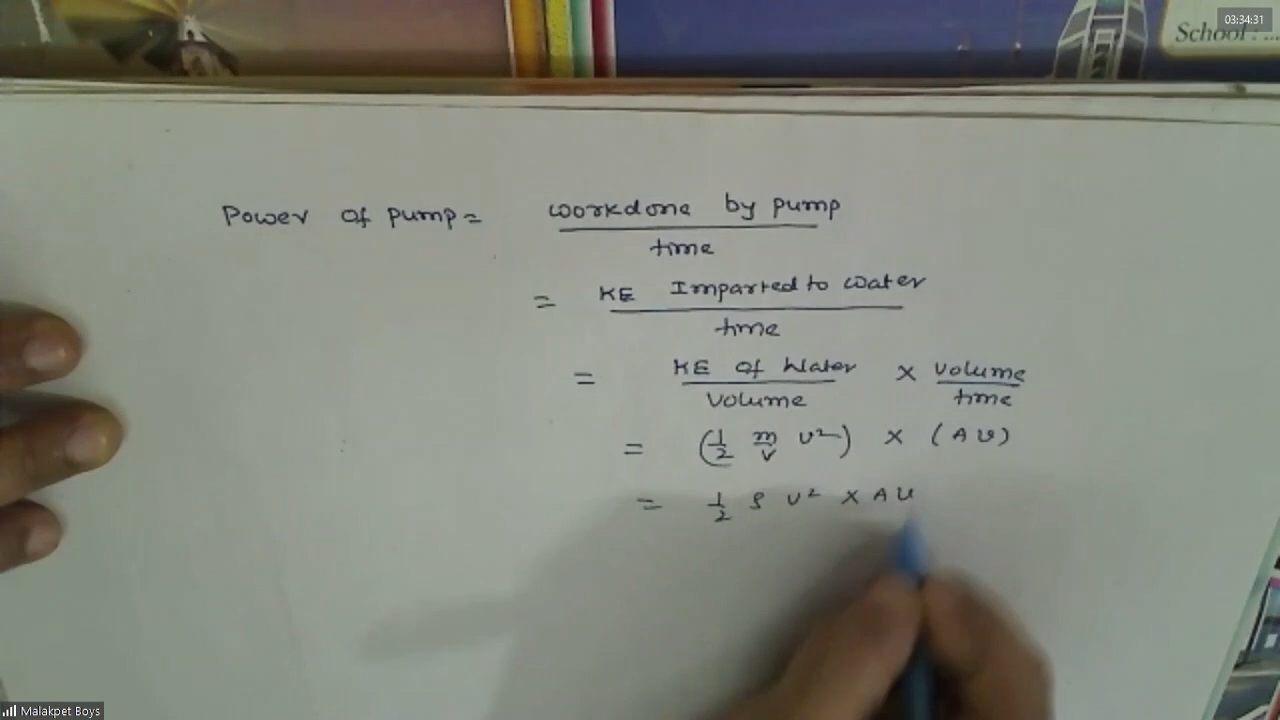 03:34:31
School : ...
Power of pump = workdone by pump / time
= KE Imparted to water / time
= KE of Water / Volume × Volume / time
= (1/2 m/v v²) × (A v)
= 1/2 ρ v² × A v
Malakpet Boys